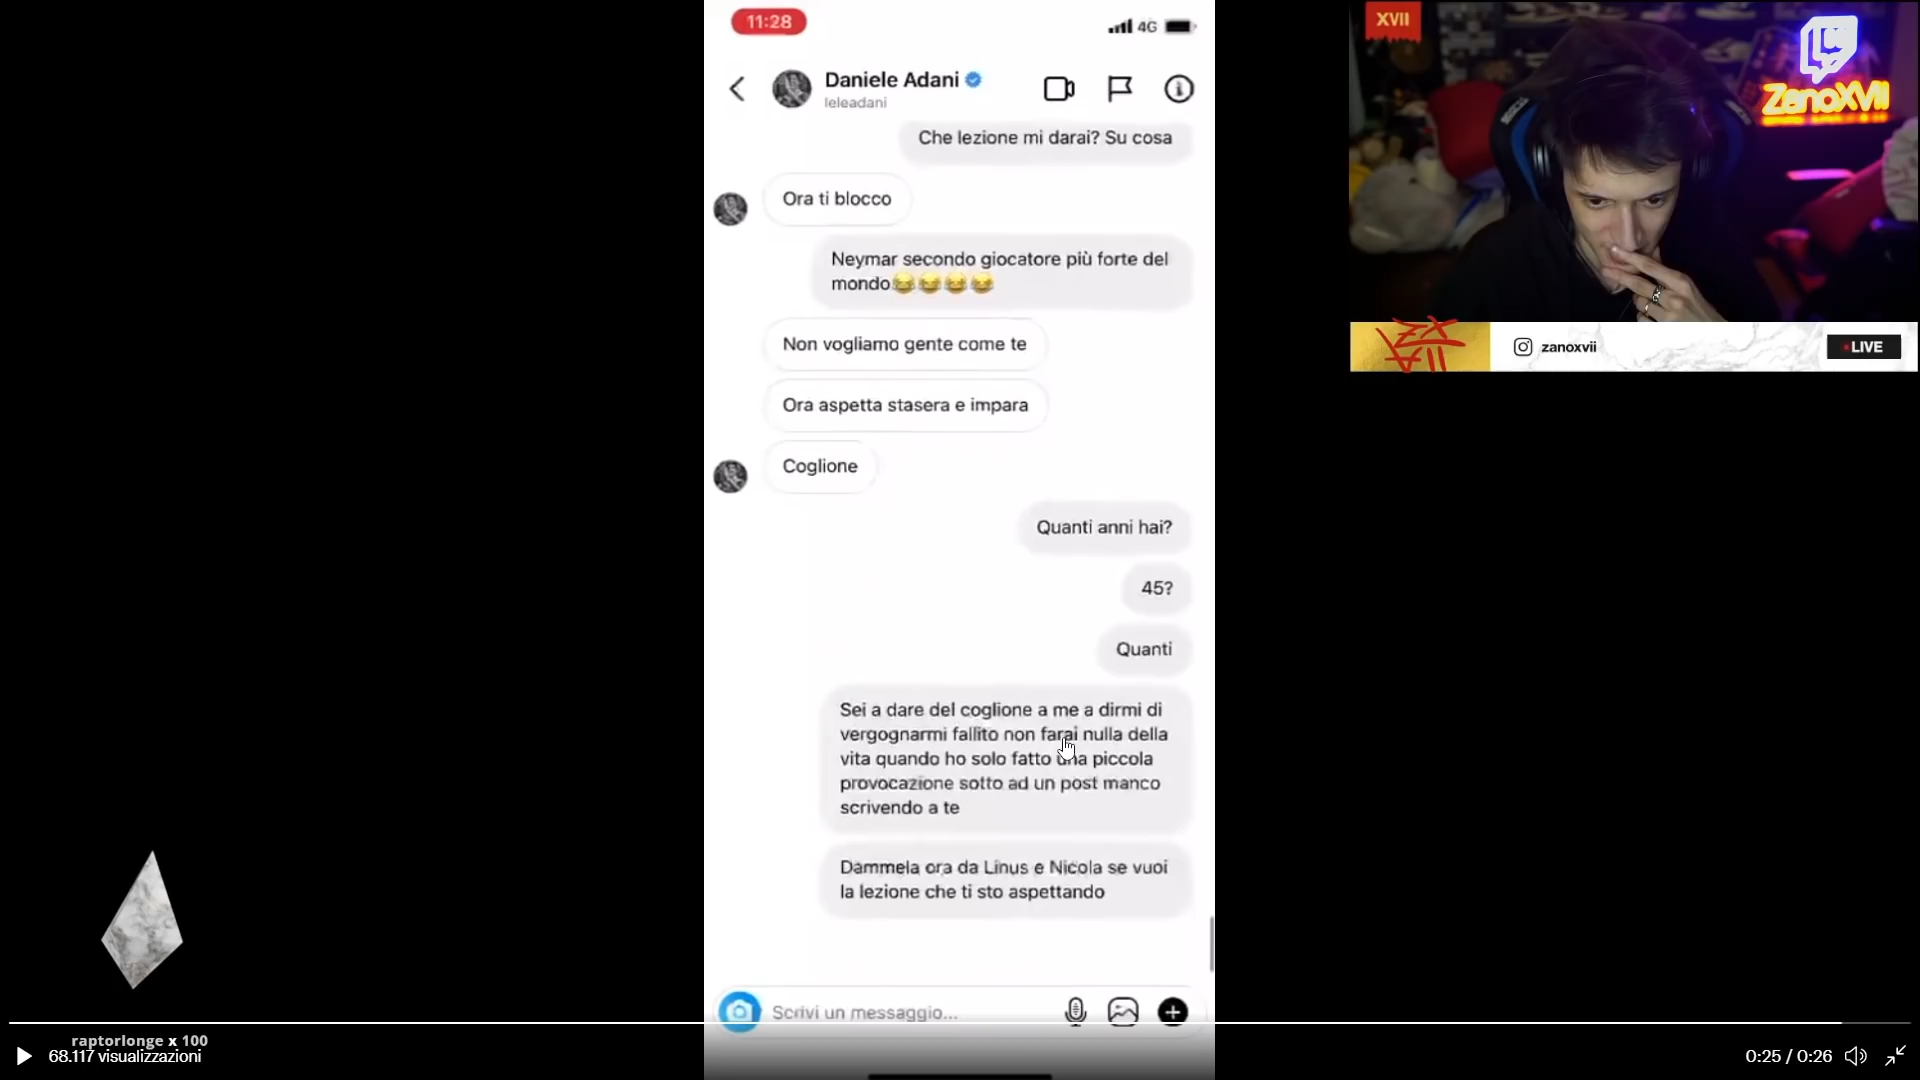 11:28
4G
Daniele Adani
leleadani
Che lezione mi darai? Su cosa
Ora ti blocco
Neymar secondo giocatore più forte del
mondo😂😂😂😂
Non vogliamo gente come te
Ora aspetta stasera e impara
Coglione
Quanti anni hai?
45?
Quanti
Sei a dare del coglione a me a dirmi di
vergognarmi fallito non farai nulla della
vita quando ho solo fatto una piccola
provocazione sotto ad un post manco
scrivendo a te
Dammela ora da Linus e Nicola se vuoi
la lezione che ti sto aspettando
Scrivi un messaggio...
XVII
ZanoXVII
zanoxvii
LIVE
raptorlonge x 100
68.117 visualizzazioni
0:25 / 0:26